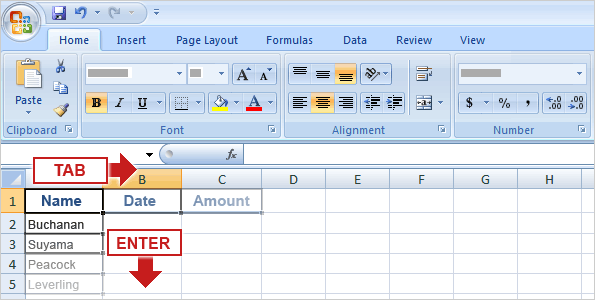 Home Insert Page Layout Formulas Data Review View
A A
Paste B I U A $ % , .0 .00 .00 .0
Clipboard Font Alignment Number
fx
TAB B C D E F G H
1 Name Date Amount
2 Buchanan
3 Suyama ENTER
4 Peacock
5 Leverling